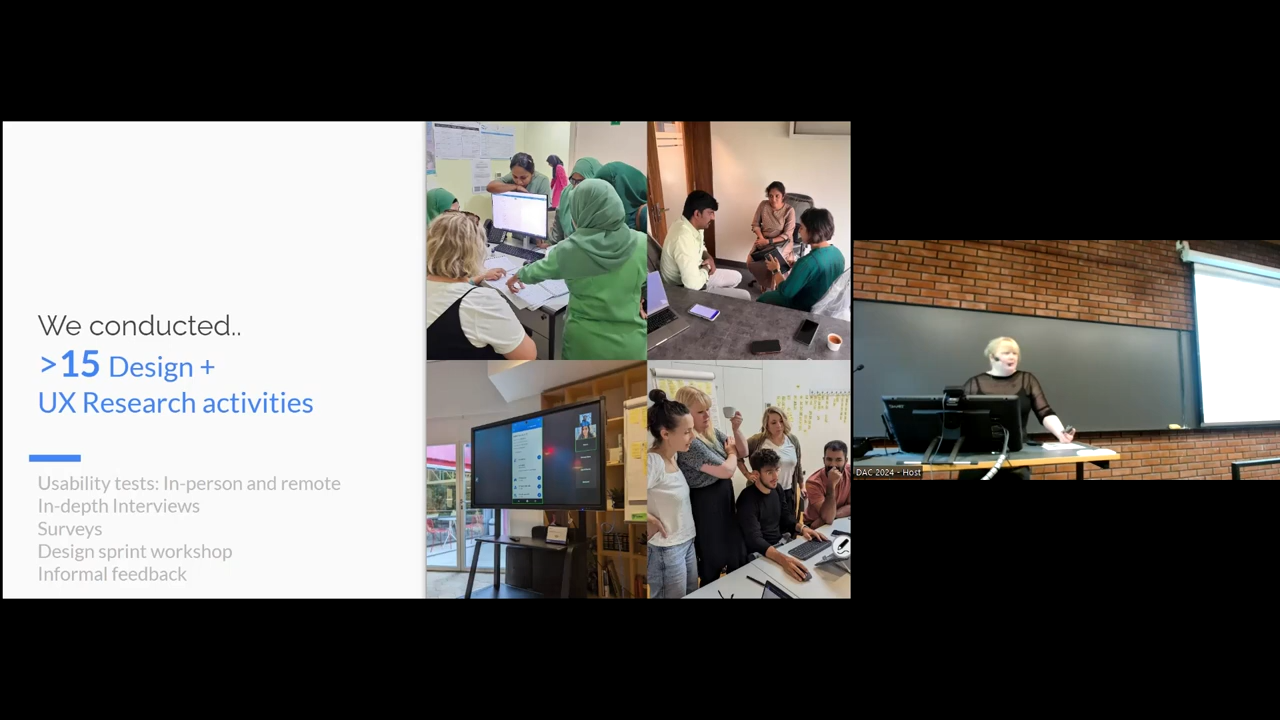 We conducted..
>15 Design +
UX Research activities
Usability tests: In-person and remote
In-depth Interviews
Surveys
Design sprint workshop
Informal feedback
DAC 2024 - Host